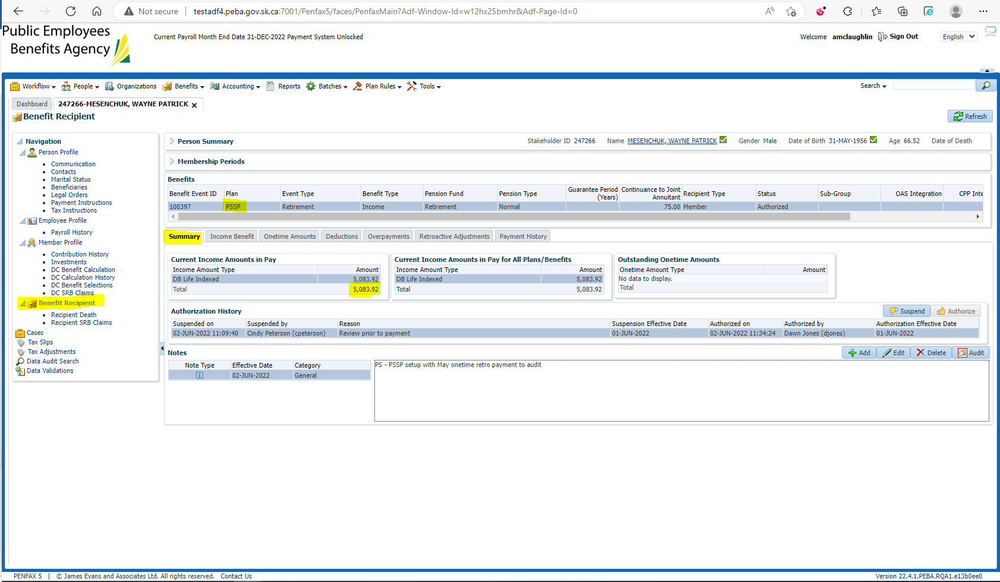 Not secure | testadf4.peba.gov.sk.ca:7001/Penfax5/faces/PenfaxMain?Adf-Window-Id=w12hx25bmhr&Adf-Page-Id=0
Public Employees
Benefits Agency
Current Payroll Month End Date 31-DEC-2022 Payment System Unlocked
Welcome amclaughlin Sign Out English
Workflow People Organizations Benefits Accounting Reports Batches Plan Rules Tools Search
Dashboard 247266-MESENCHUK, WAYNE PATRICK
Benefit Recipient Refresh
Navigation
Person Profile
Communication
Contacts
Marital Status
Beneficiaries
Legal Orders
Payment Instructions
Tax Instructions
Employee Profile
Payroll History
Member Profile
Contribution History
Investments
DC Benefit Calculation
DC Calculation History
DC Benefit Selections
DC SRB Claims
Benefit Recipient
Recipient Death
Recipient SRB Claims
Cases
Tax Slips
Tax Adjustments
Data Audit Search
Data Validations
Person Summary Stakeholder ID 247266 Name MESENCHUK, WAYNE PATRICK Gender Male Date of Birth 31-MAY-1956 Age 66.52 Date of Death
Membership Periods
Benefits
Benefit Event ID Plan Event Type Benefit Type Pension Fund Pension Type Guarantee Period (Years) Continuance to Joint Annuitant Recipient Type Status Sub-Group OAS Integration CPP Inte
100397 PSSP Retirement Income Retirement Normal 75.00 Member Authorized
Summary Income Benefit Onetime Amounts Deductions Overpayments Retroactive Adjustments Payment History
Current Income Amounts in Pay
Income Amount Type Amount
DB Life Indexed 5,083.92
Total 5,083.92
Current Income Amounts in Pay for All Plans/Benefits
Income Amount Type Amount
DB Life Indexed 5,083.92
Total 5,083.92
Outstanding Onetime Amounts
Onetime Amount Type Amount
No data to display.
Total
Authorization History Suspend Authorize
Suspended on Suspended by Reason Suspension Effective Date Authorized on Authorized by Authorization Effective Date
02-JUN-2022 11:09:40 Cindy Peterson (cpeterson) Review prior to payment 01-JUN-2022 02-JUN-2022 11:34:24 Dawn Jones (djones) 01-JUN-2022
Notes Add Edit Delete Audit
Note Type Effective Date Category
02-JUN-2022 General
PS - PSSP setup with May onetime retro payment to audit
PENFAX 5 | © James Evans and Associates Ltd. All rights reserved. Contact Us Version 22.4.1.PEBA.RQA1.e13b0ee0